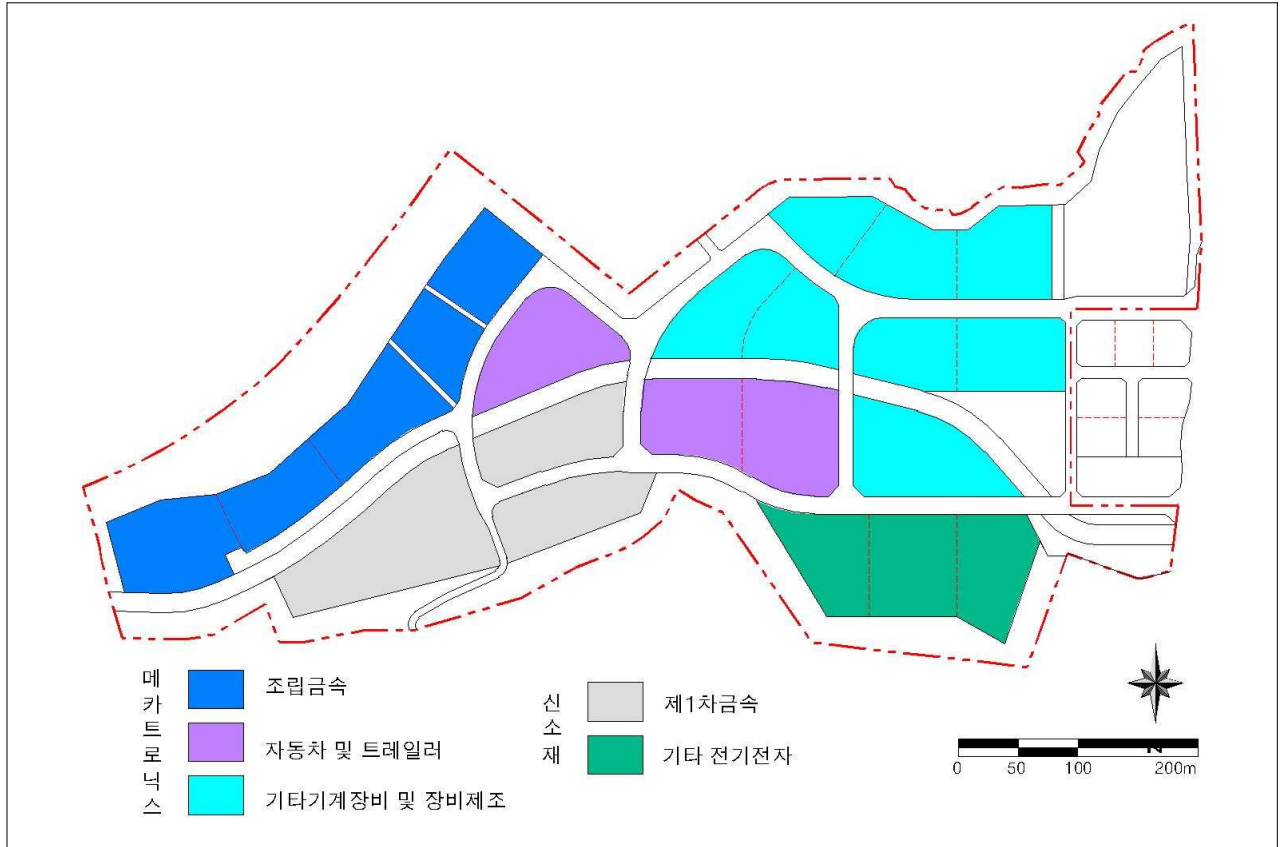 메카트로닉스
조립금속
자동차 및 트레일러
기타기계장비 및 장비제조
신소재
제1차금속
기타 전기전자
N
0 50 100 200m